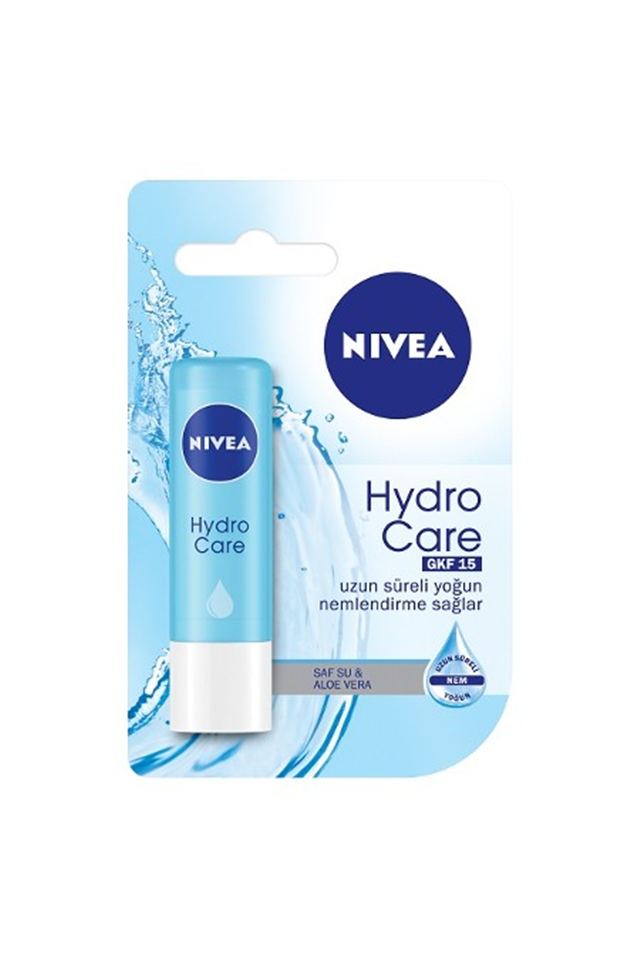 NIVEA
NIVEA
Hydro
Care
Hydro
Care
GKF 15
uzun süreli yoğun
nemlendirme sağlar
SAF SU &
ALOE VERA
UZUN SÜRELİ
NEM
YOĞUN